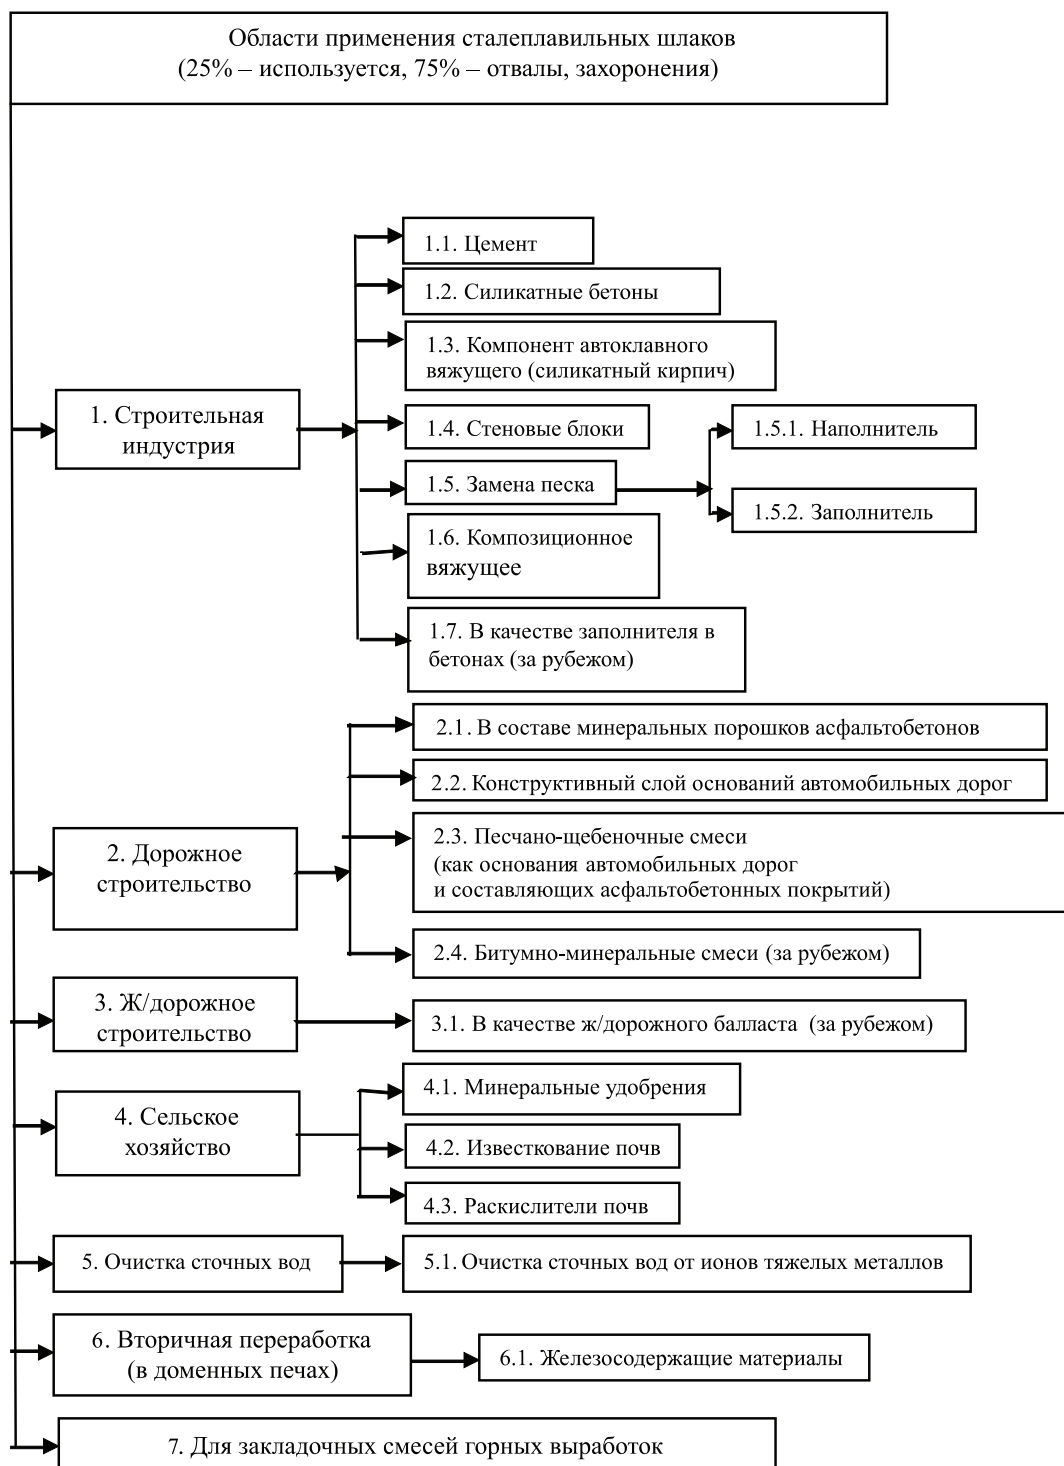 Области применения сталеплавильных шлаков
(25% – используется, 75% – отвалы, захоронения)
1. Строительная
индустрия
1.1. Цемент
1.2. Силикатные бетоны
1.3. Компонент автоклавного
вяжущего (силикатный кирпич)
1.4. Стеновые блоки
1.5. Замена песка
1.5.1. Наполнитель
1.5.2. Заполнитель
1.6. Композиционное
вяжущее
1.7. В качестве заполнителя в
бетонах (за рубежом)
2. Дорожное
строительство
2.1. В составе минеральных порошков асфальтобетонов
2.2. Конструктивный слой оснований автомобильных дорог
2.3. Песчано-щебеночные смеси
(как основания автомобильных дорог
и составляющих асфальтобетонных покрытий)
2.4. Битумно-минеральные смеси (за рубежом)
3. Ж/дорожное
строительство
3.1. В качестве ж/дорожного балласта (за рубежом)
4. Сельское
хозяйство
4.1. Минеральные удобрения
4.2. Известкование почв
4.3. Раскислители почв
5. Очистка сточных вод
5.1. Очистка сточных вод от ионов тяжелых металлов
6. Вторичная переработка
(в доменных печах)
6.1. Железосодержащие материалы
7. Для закладочных смесей горных выработок